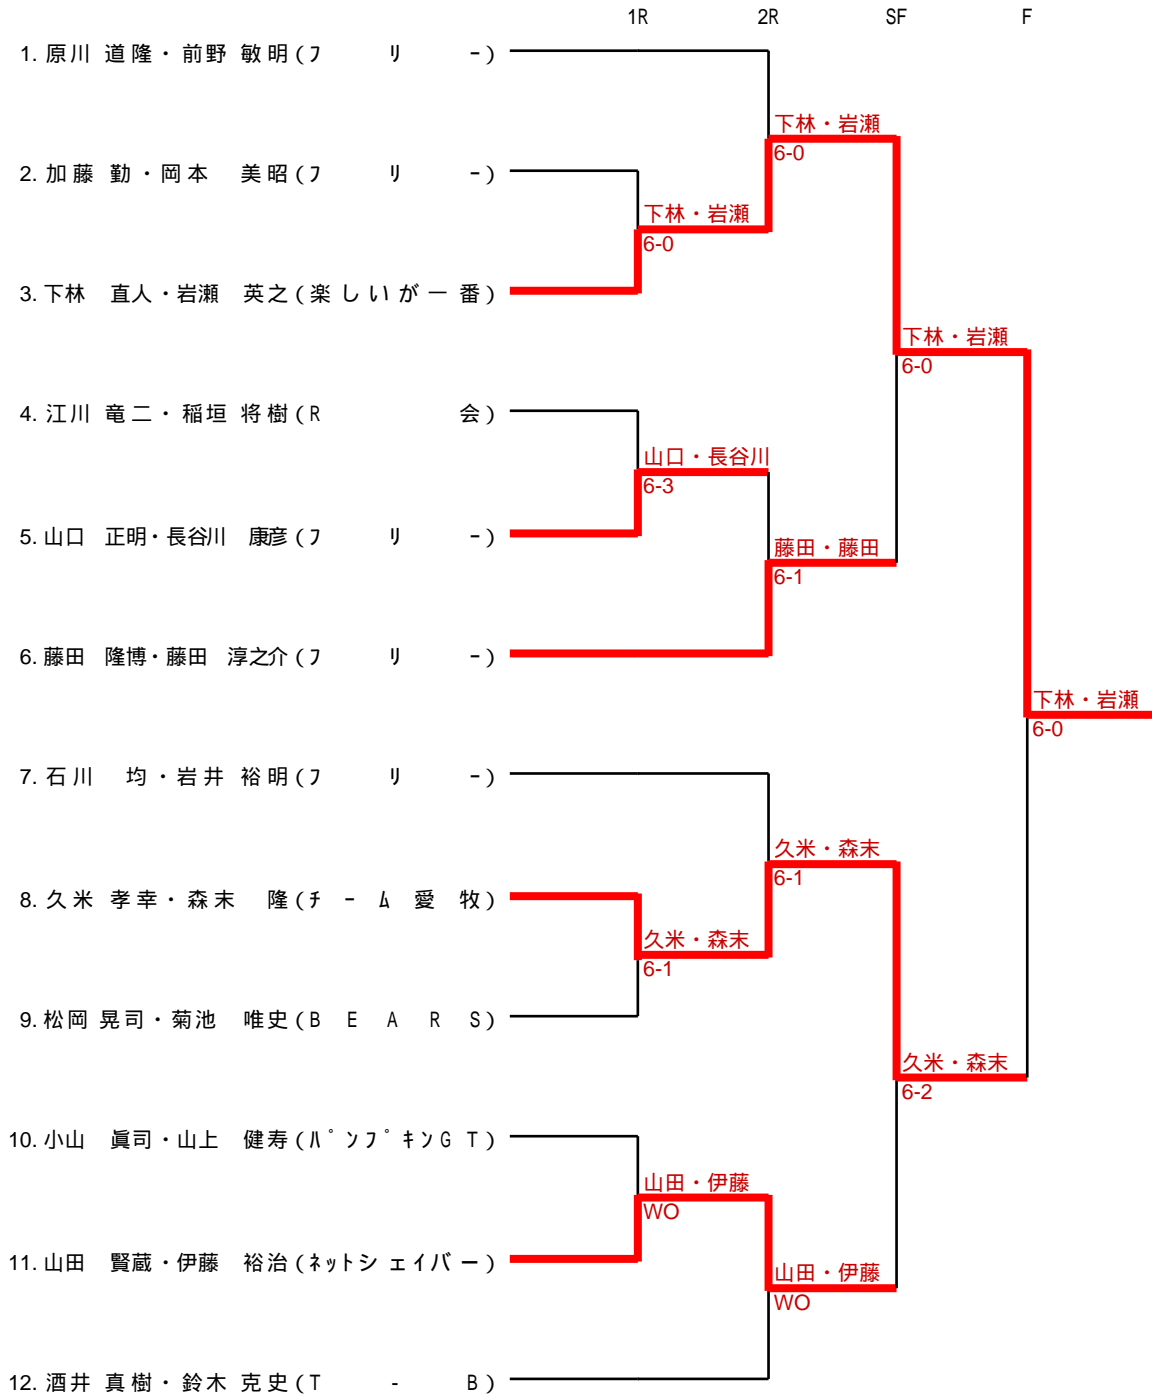 1R 2R SF F
1. 原川 道隆・前野 敏明(フ リ ー)
下林・岩瀬
6-0
2. 加藤 勤・岡本 美昭(フ リ ー)
下林・岩瀬
6-0
3. 下林 直人・岩瀬 英之(楽しいが一番)
下林・岩瀬
6-0
4. 江川 竜二・稲垣 将樹(R 会)
山口・長谷川
6-3
5. 山口 正明・長谷川 康彦(フ リ ー)
藤田・藤田
6-1
6. 藤田 隆博・藤田 淳之介(フ リ ー)
下林・岩瀬
6-0
7. 石川 均・岩井 裕明(フ リ ー)
久米・森末
6-1
8. 久米 孝幸・森末 隆(チ ー ム 愛 牧)
久米・森末
6-1
9. 松岡 晃司・菊池 唯史(B E A R S)
久米・森末
6-2
10. 小山 眞司・山上 健寿(パンプキンG T)
山田・伊藤
WO
11. 山田 賢蔵・伊藤 裕治(ネットシェイバー)
山田・伊藤
WO
12. 酒井 真樹・鈴木 克史(T - B)